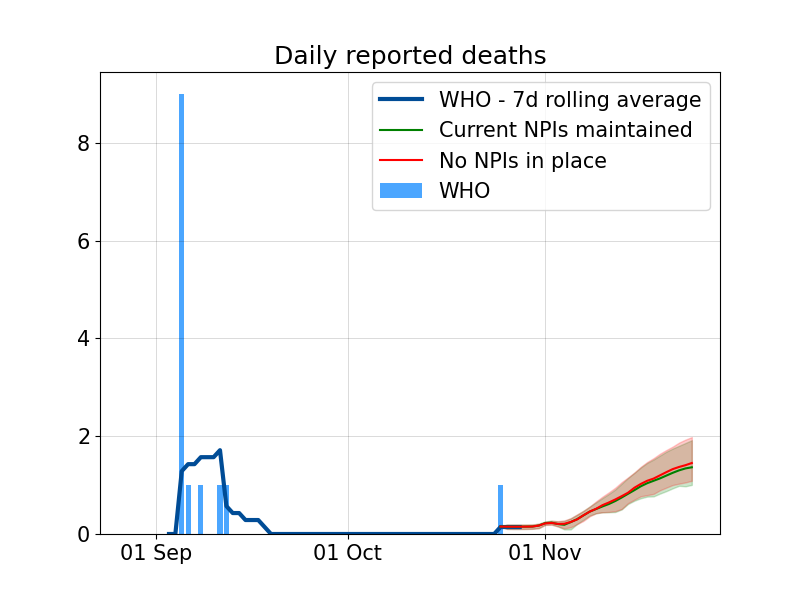 Daily reported deaths
WHO - 7d rolling average
Current NPIs maintained
No NPIs in place
WHO
8
6
4
2
0
01 Sep
01 Oct
01 Nov